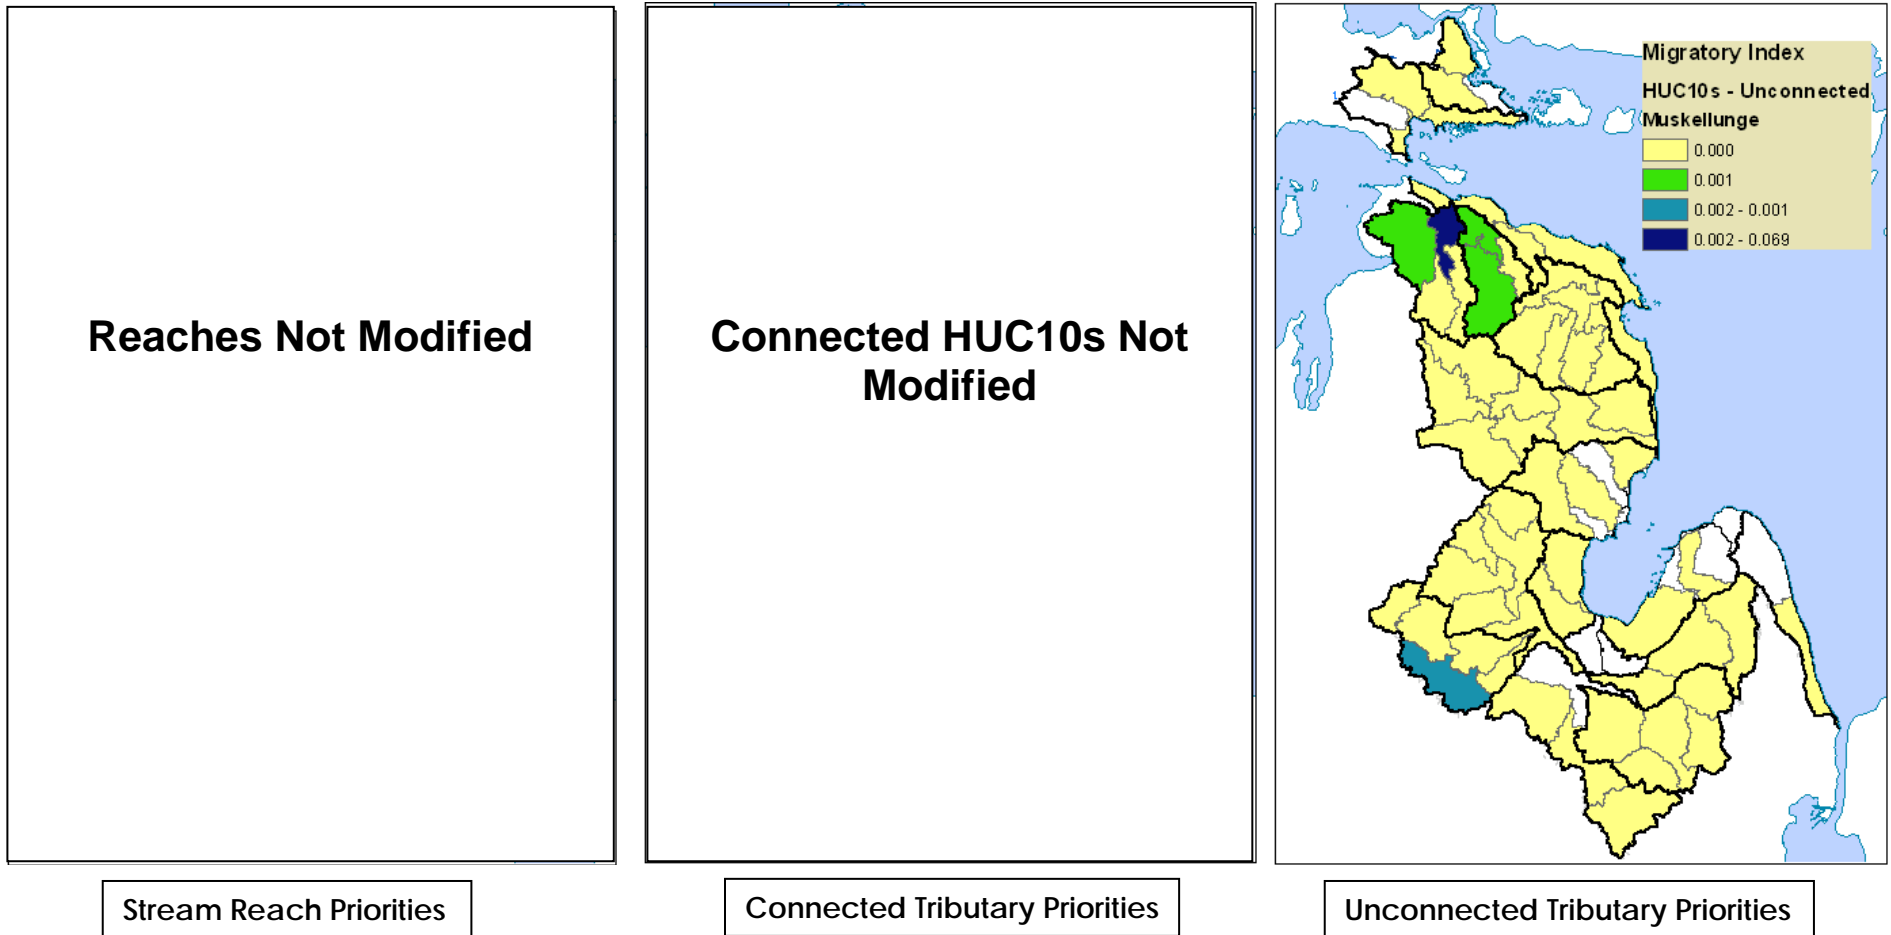 Reaches Not Modified
Stream Reach Priorities
Connected HUC10s Not
Modified
Connected Tributary Priorities
Migratory Index
HUC10s - Unconnected
Muskellunge
0.000
0.001
0.002 - 0.001
0.002 - 0.069
Unconnected Tributary Priorities